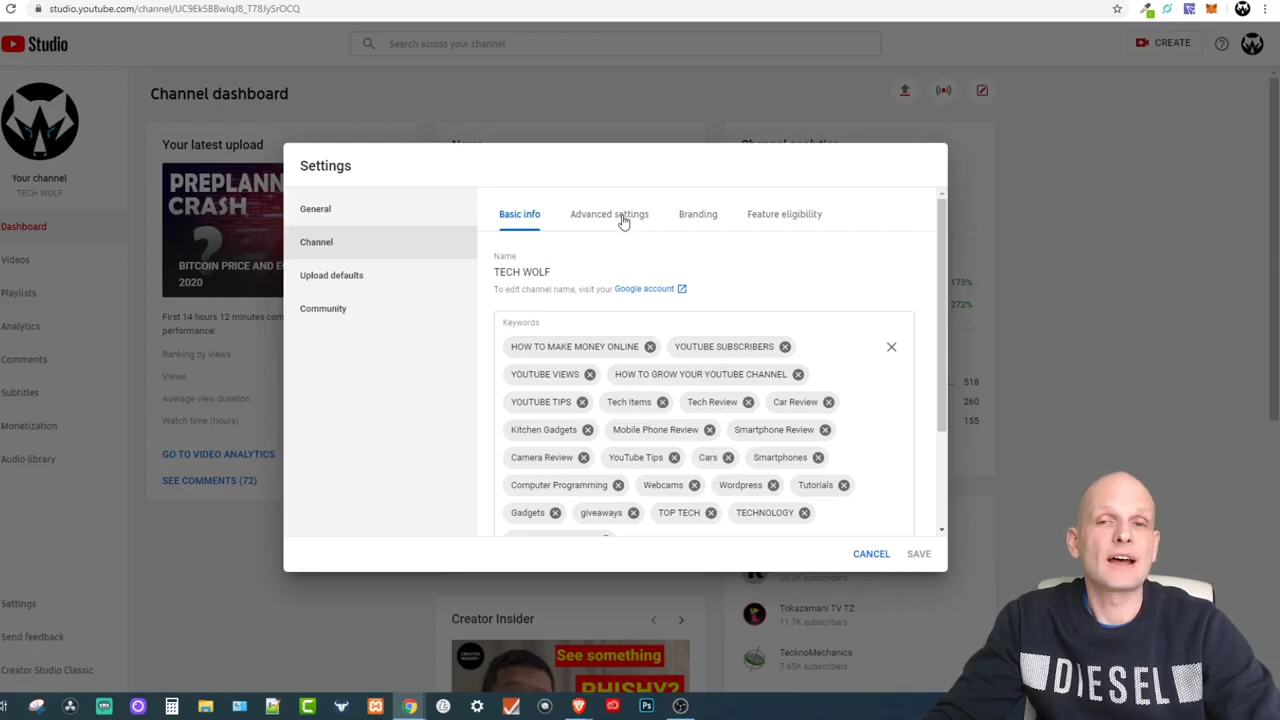 studio.youtube.com/channel/UC9Ek5BBwIqJ8_T78JySrOCQ
Studio
Search across your channel
CREATE
Channel dashboard
Your channel
TECH WOLF
Dashboard
Videos
Playlists
Analytics
Comments
Subtitles
Monetization
Audio library
Settings
Send feedback
Creator Studio Classic
Your latest upload
PREPLANN
CRASH
?
BITCOIN PRICE AND E
2020
First 14 hours 12 minutes com
performance:
Ranking by views
Views
Average view duration
Watch time (hours)
GO TO VIDEO ANALYTICS
SEE COMMENTS (72)
Settings
General
Channel
Upload defaults
Community
Basic info
Advanced settings
Branding
Feature eligibility
Name
TECH WOLF
To edit channel name, visit your Google account
Keywords
HOW TO MAKE MONEY ONLINE
YOUTUBE SUBSCRIBERS
YOUTUBE VIEWS
HOW TO GROW YOUR YOUTUBE CHANNEL
YOUTUBE TIPS
Tech Items
Tech Review
Car Review
Kitchen Gadgets
Mobile Phone Review
Smartphone Review
Camera Review
YouTube Tips
Cars
Smartphones
Computer Programming
Webcams
Wordpress
Tutorials
Gadgets
giveaways
TOP TECH
TECHNOLOGY
CANCEL
SAVE
173%
272%
518
260
155
Creator Insider
See something
PHISHY?
subscribers
Tokazamani TV TZ
11.7K subscribers
TecknoMechanics
7.85K subscribers
DIESEL